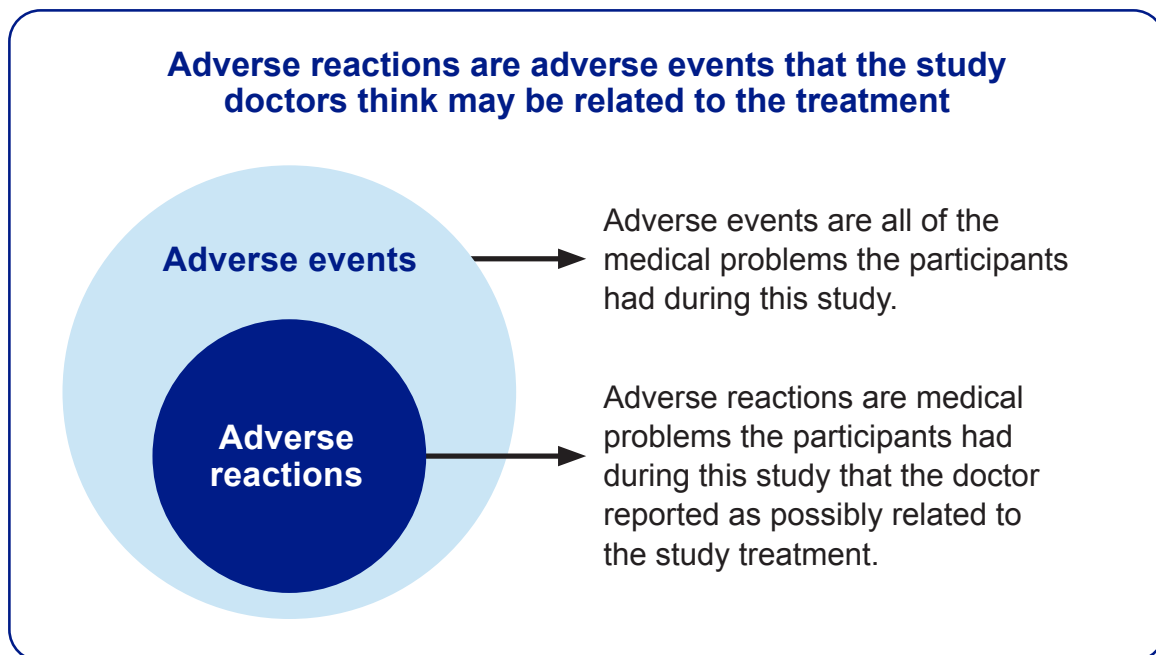 Adverse reactions are adverse events that the study
doctors think may be related to the treatment
Adverse events
Adverse events are all of the
medical problems the participants
had during this study.
Adverse
reactions
Adverse reactions are medical
problems the participants had
during this study that the doctor
reported as possibly related to
the study treatment.